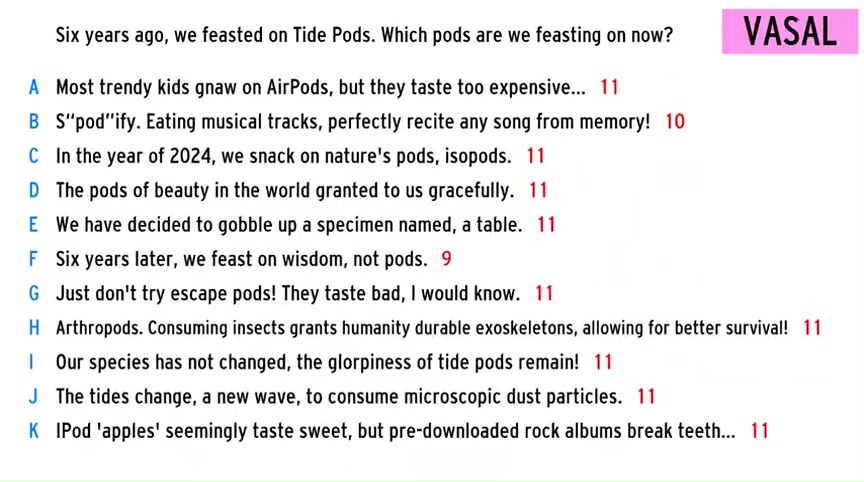 Six years ago, we feasted on Tide Pods. Which pods are we feasting on now?
VASAL
A Most trendy kids gnaw on AirPods, but they taste too expensive... 11
B S“pod”ify. Eating musical tracks, perfectly recite any song from memory! 10
C In the year of 2024, we snack on nature's pods, isopods. 11
D The pods of beauty in the world granted to us gracefully. 11
E We have decided to gobble up a specimen named, a table. 11
F Six years later, we feast on wisdom, not pods. 9
G Just don't try escape pods! They taste bad, I would know. 11
H Arthropods. Consuming insects grants humanity durable exoskeletons, allowing for better survival! 11
I Our species has not changed, the glorpiness of tide pods remain! 11
J The tides change, a new wave, to consume microscopic dust particles. 11
K IPod 'apples' seemingly taste sweet, but pre-downloaded rock albums break teeth... 11